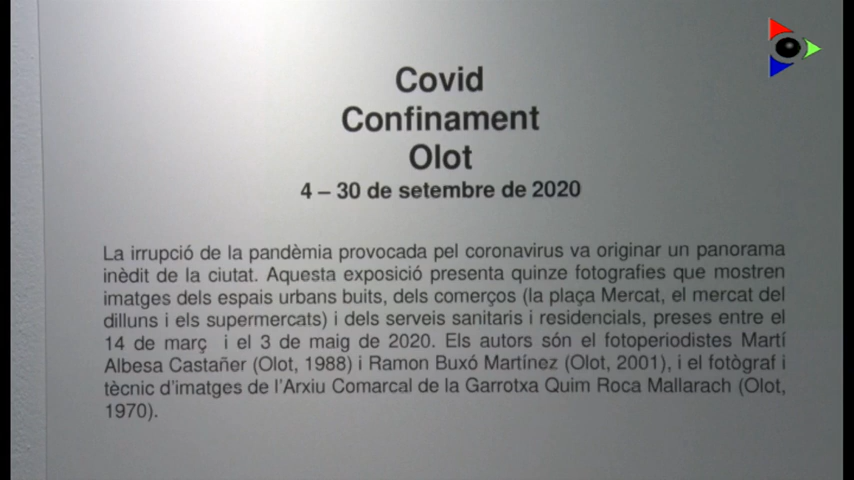 Covid
Confinament
Olot
4 – 30 de setembre de 2020
La irrupció de la pandèmia provocada pel coronavirus va originar un panorama
inèdit de la ciutat. Aquesta exposició presenta quinze fotografies que mostren
imatges dels espais urbans buits, dels comerços (la plaça Mercat, el mercat del
dilluns i els supermercats) i dels serveis sanitaris i residencials, preses entre el
14 de març  i el 3 de maig de 2020. Els autors són el fotoperiodistes Martí
Albesa Castañer (Olot, 1988) i Ramon Buxó Martínez (Olot, 2001), i el fotògraf i
tècnic d’imatges de l’Arxiu Comarcal de la Garrotxa Quim Roca Mallarach (Olot,
1970).